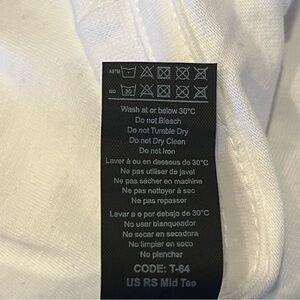 ASTM
ISO 30
Wash at or below 30°C
Do not Bleach
Do not Tumble Dry
Do not Dry Clean
Do not Iron
Laver à ou en dessous de 30°C
Ne pas utiliser de javel
Ne pas sécher en machine
Ne pas nettoyer à sec
Ne pas repasser
Lavar a o por debajo de 30°C
No usar blanqueador
No secar en secadora
No limpiar en seco
No planchar
CODE: T-64
US RS Mid Tee